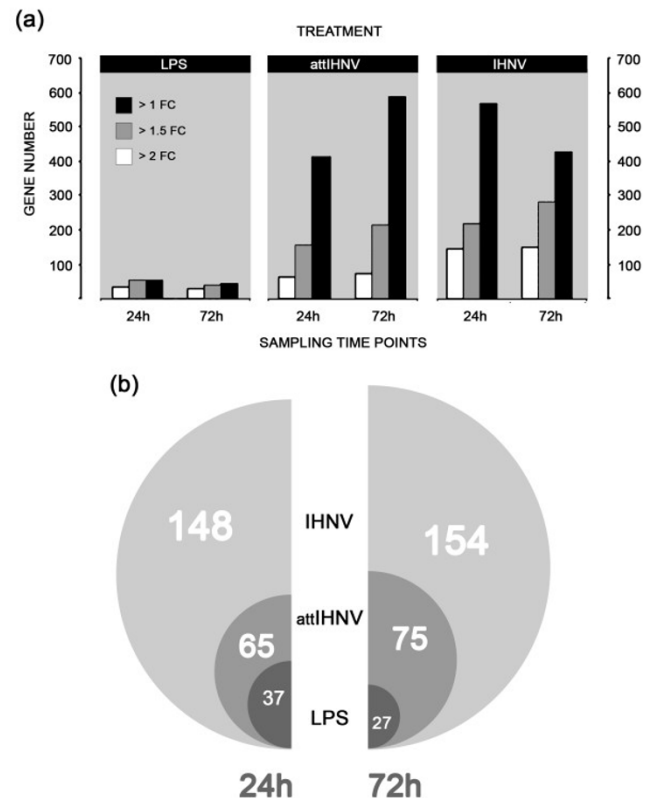 (a)
TREATMENT
LPS attIHNV IHNV
700 700
600 600
500 500
400 400
300 300
200 200
100 100
GENE NUMBER
> 1 FC
> 1.5 FC
> 2 FC
24h 72h 24h 72h 24h 72h
SAMPLING TIME POINTS
(b)
148 IHNV 154
65 attIHNV 75
37 LPS 27
24h 72h